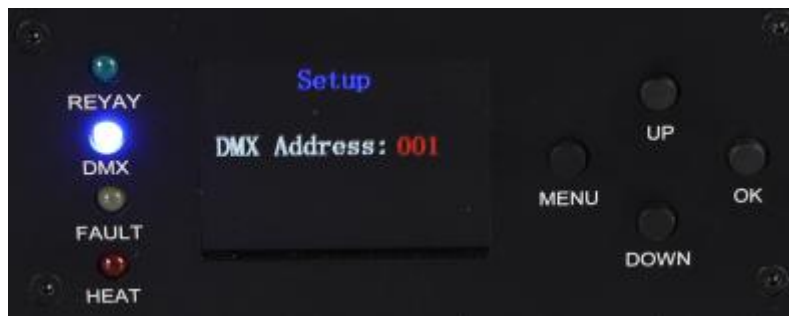 REYAY
DMX
FAULT
HEAT
Setup
DMX Address: 001
MENU
UP
DOWN
OK